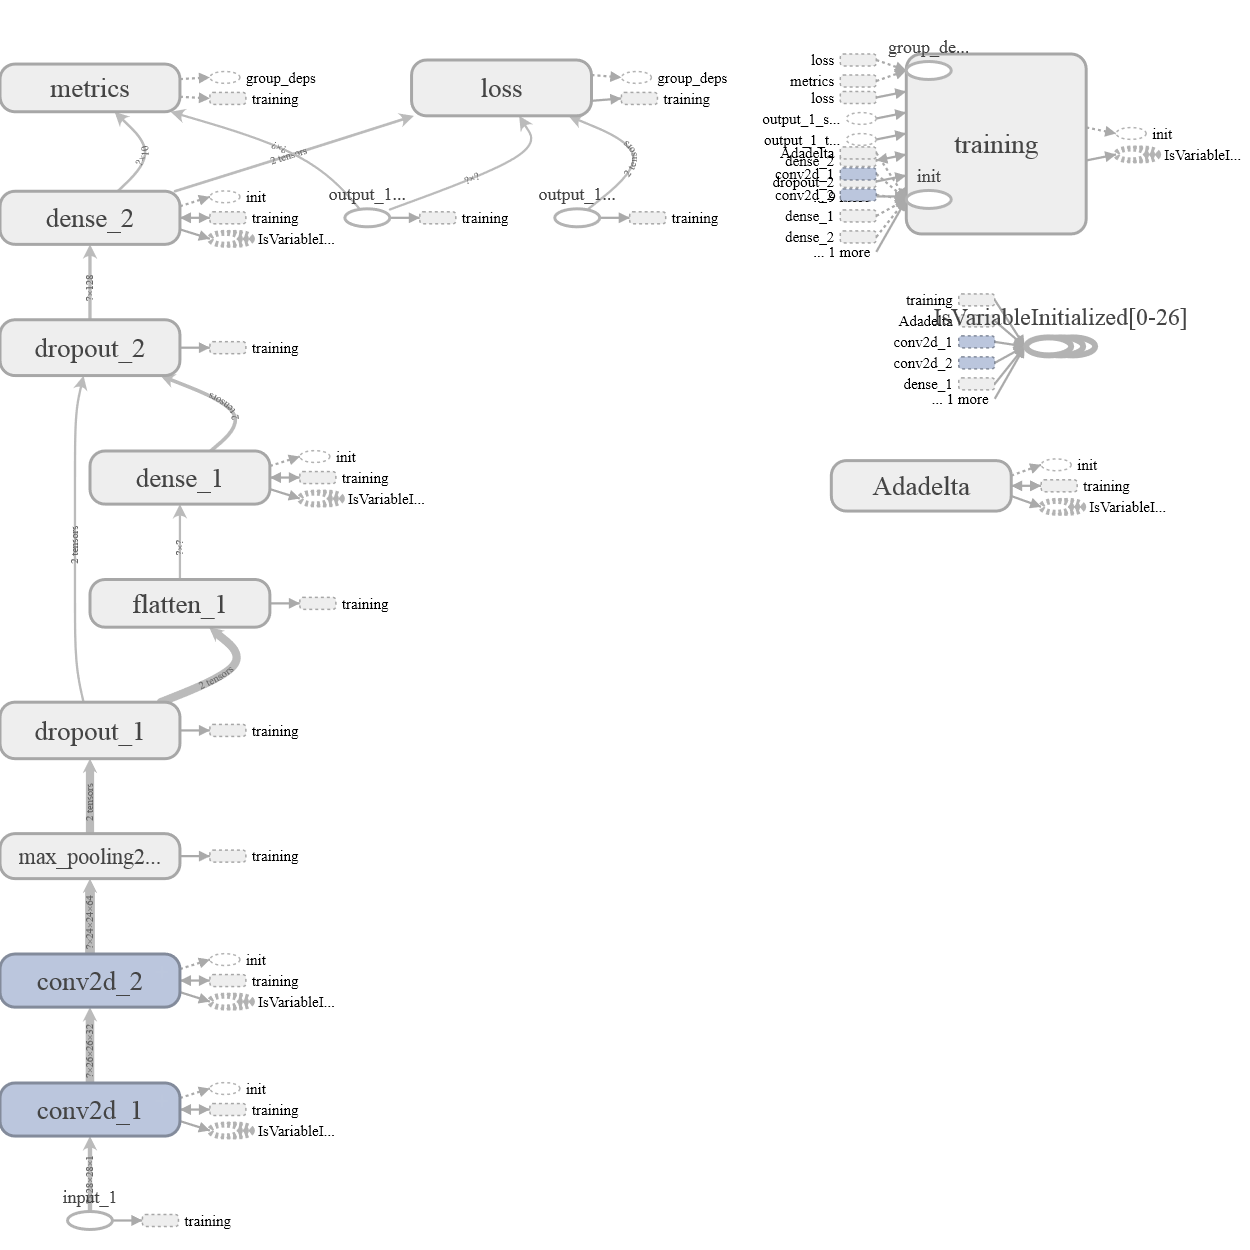 metrics
group_deps
training
loss
group_deps
training
?×10
?×?
2 tensors
?×?
2 tensors
dense_2
init
training
IsVariableI...
output_1...
training
output_1...
training
?×128
dropout_2
training
2 tensors
dense_1
init
training
IsVariableI...
2 tensors
?×?
flatten_1
training
2 tensors
dropout_1
training
2 tensors
max_pooling2...
training
?×24×24×64
conv2d_2
init
training
IsVariableI...
?×26×26×32
conv2d_1
init
training
IsVariableI...
input_1
training
group_de...
loss
metrics
loss
output_1_s...
output_1_t...
Adadelta
dense_2
conv2d_1
dropout_2
conv2d_2
dense_1
dense_2
... 1 more
training
init
init
IsVariableI...
training
IsVariableInitialized[0-26]
Adadelta
conv2d_1
conv2d_2
dense_1
... 1 more
Adadelta
init
training
IsVariableI...